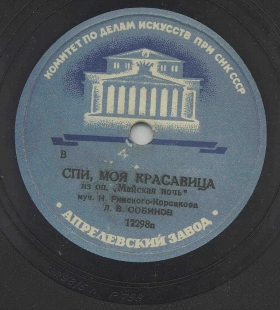 КОМИТЕТ ПО ДЕЛАМ ИСКУССТВ ПРИ СНК СССР
В
СПИ, МОЯ КРАСАВИЦА
из оп. „Майская ночь"
муз. Н. Римского-Корсакова
Л. В. СОБИНОВ
12298а
• АПРЕЛЕВСКИЙ ЗАВОД •